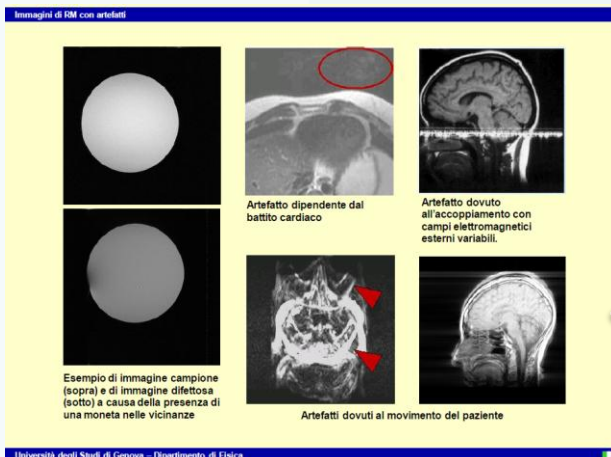 Immagini di RM con artefatti
Artefatto dipendente dal
battito cardiaco
Artefatto dovuto
all'accoppiamento con
campi elettromagnetici
esterni variabili.
Esempio di immagine campione
(sopra) e di immagine difettosa
(sotto) a causa della presenza di
una moneta nelle vicinanze
Artefatti dovuti al movimento del paziente
Università degli Studi di Genova – Dipartimento di Fisica